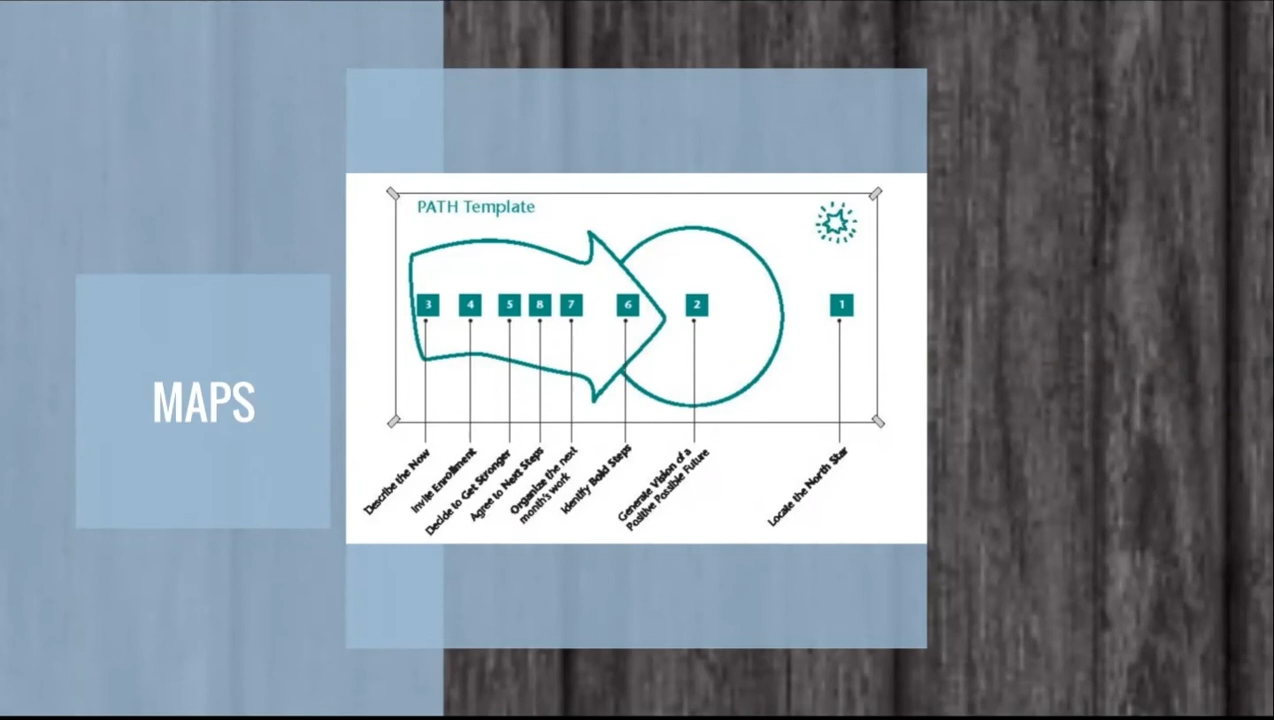 MAPS
PATH Template
3
4
5
8
7
6
2
1
Describe the Now
Invite Enrollment
Decide to Get Stronger
Agree to Next Steps
Organize the next
month's work
Identify Bold Steps
Generate Vision of a
Positive Possible Future
Locate the North Star